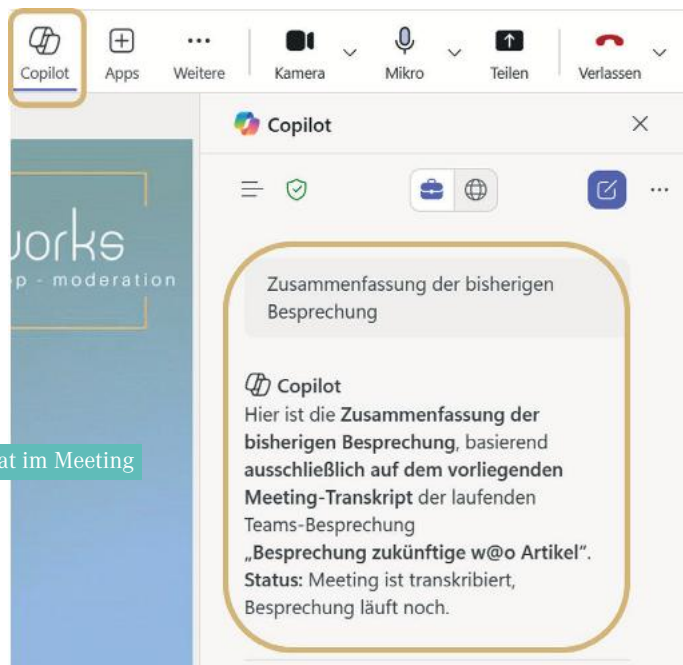 Copilot
Apps
Weitere
Kamera
Mikro
Teilen
Verlassen
Copilot
Zusammenfassung der bisherigen
Besprechung
Copilot
Hier ist die Zusammenfassung der
bisherigen Besprechung, basierend
ausschließlich auf dem vorliegenden
Meeting-Transkript der laufenden
Teams-Besprechung
„Besprechung zukünftige w@o Artikel“.
Status: Meeting ist transkribiert,
Besprechung läuft noch.
works
p - moderation
at im Meeting